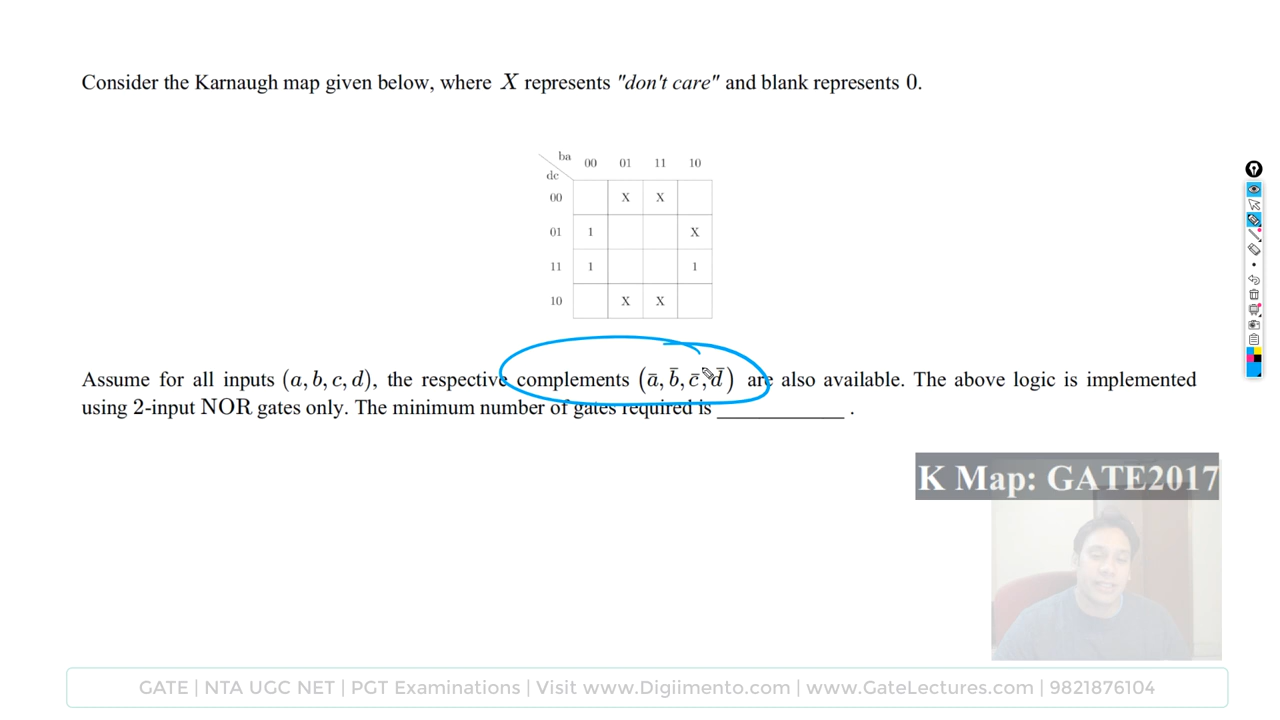 Consider the Karnaugh map given below, where X represents "don't care" and blank represents 0.
ba 00 01 11 10
dc
00 X X
01 1 X
11 1 1
10 X X
Assume for all inputs (a, b, c, d), the respective complements (ā, b̄, c̄, d̄) are also available. The above logic is implemented
using 2-input NOR gates only. The minimum number of gates required is ____________ .
K Map: GATE2017
GATE | NTA UGC NET | PGT Examinations | Visit www.Digiimento.com | www.GateLectures.com | 9821876104